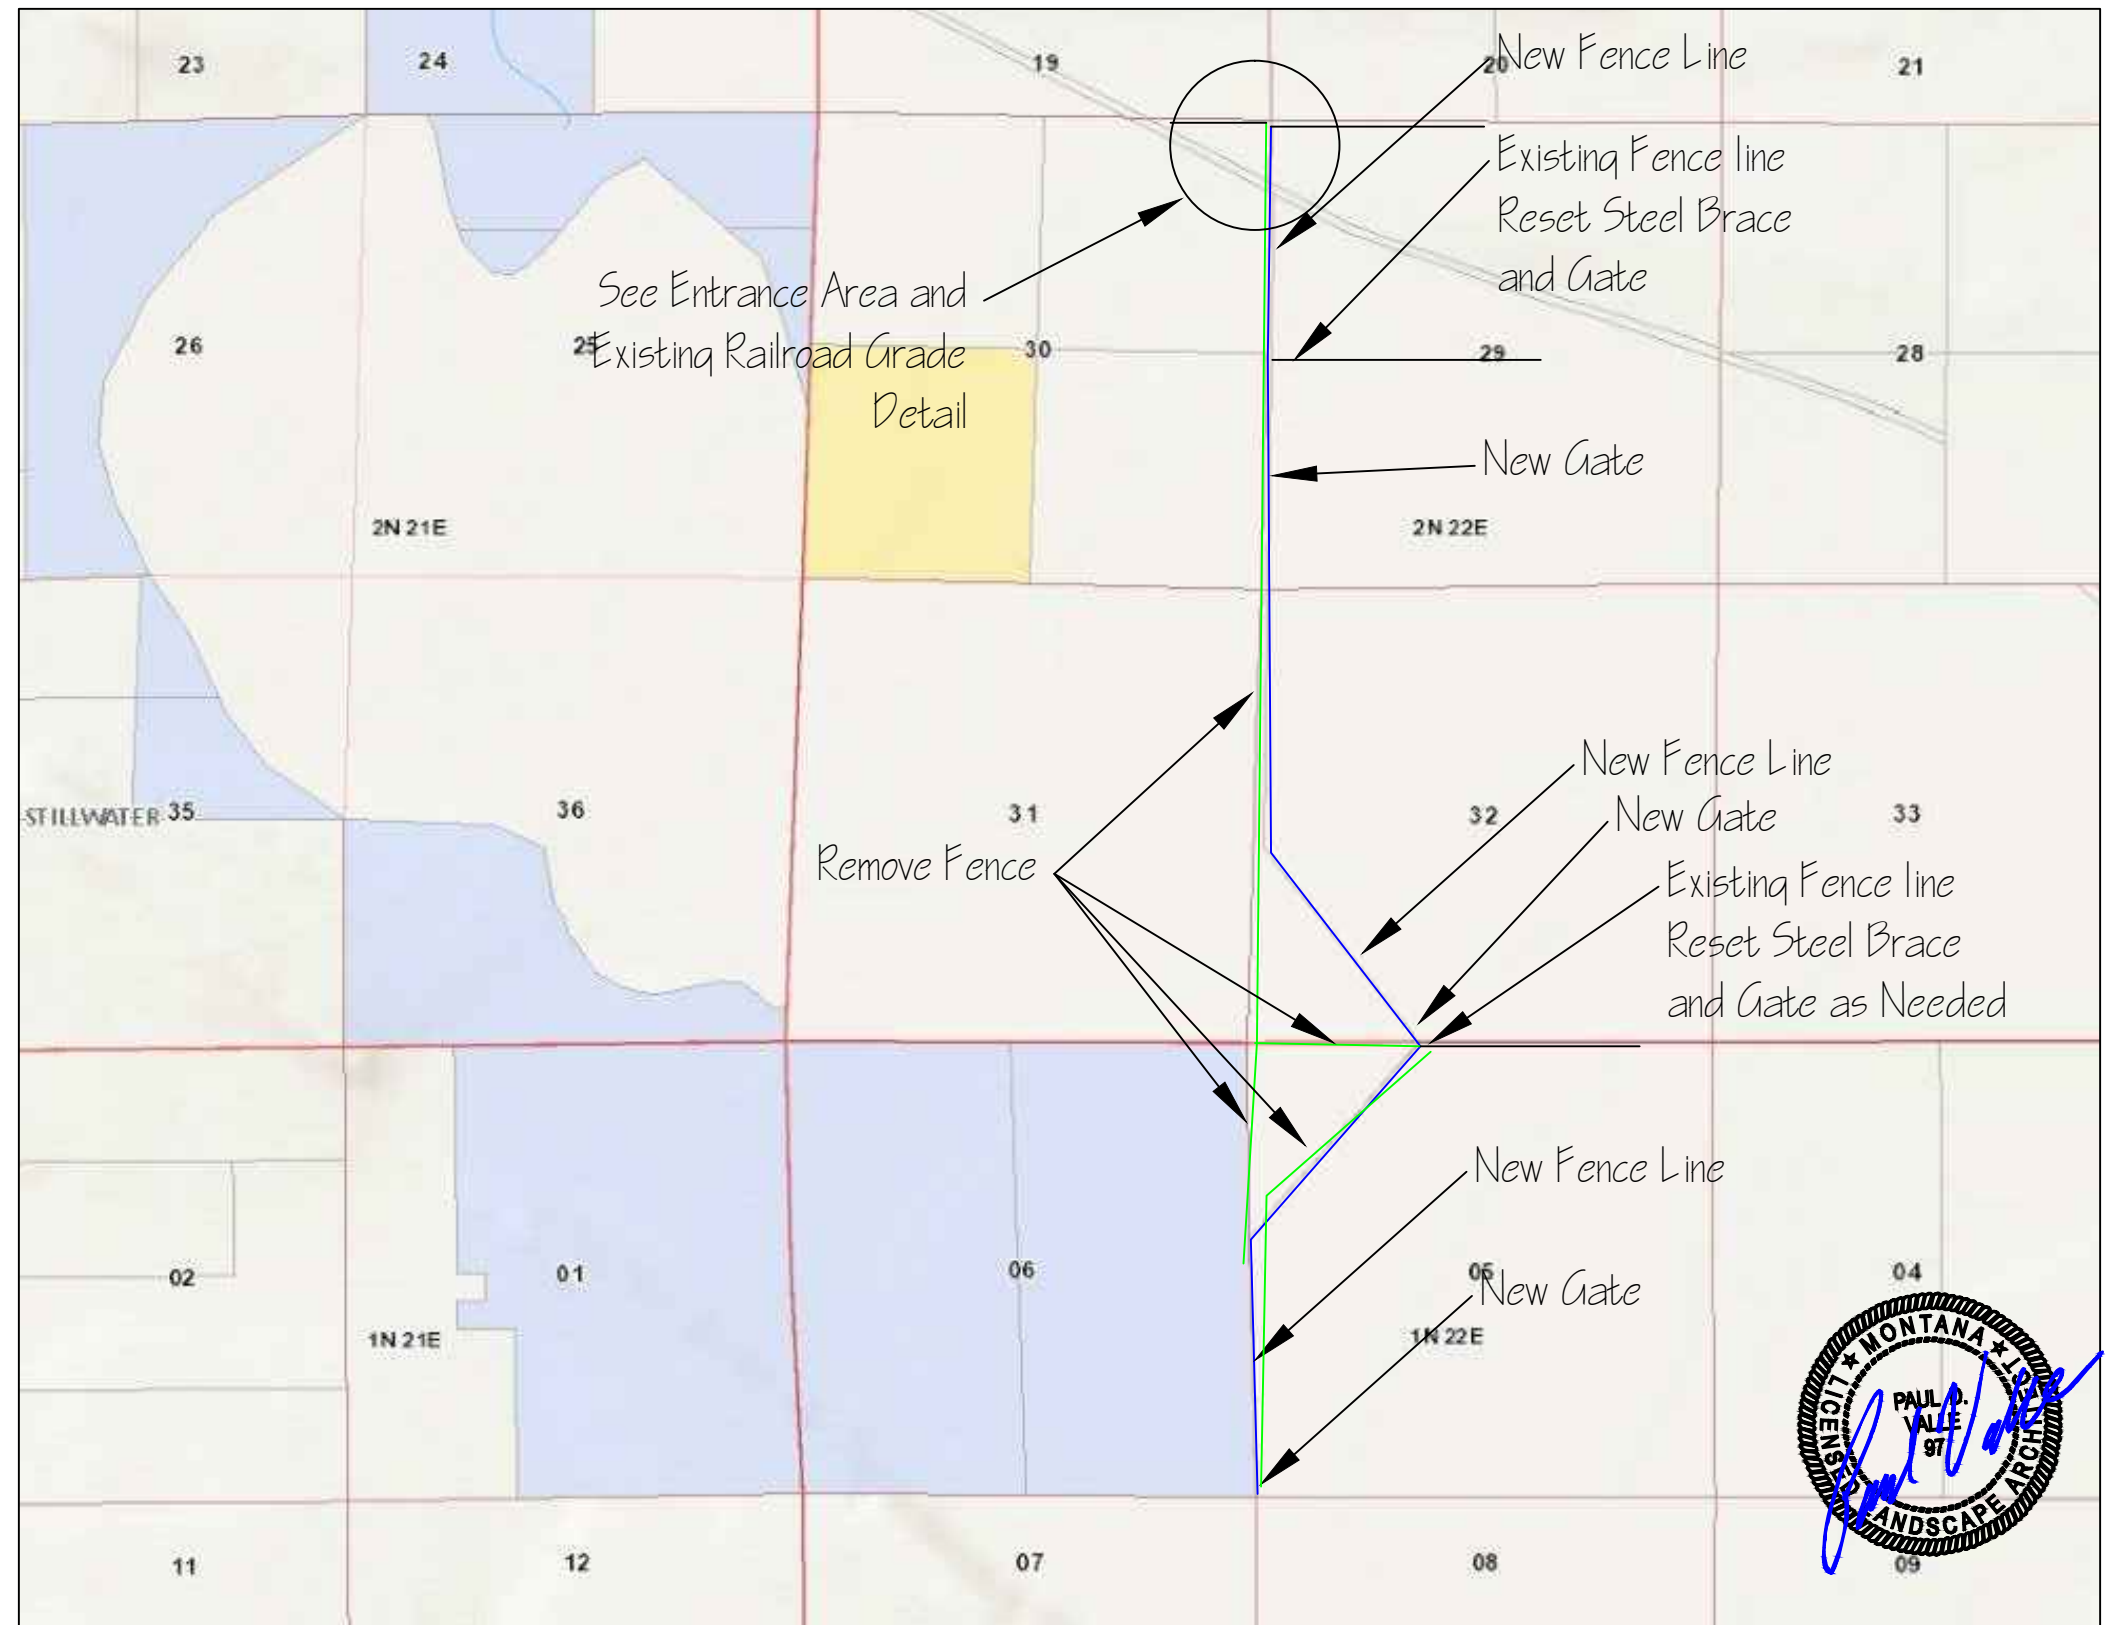 23
24
19
20
21
New Fence Line
Existing Fence line
Reset Steel Brace
and Gate
See Entrance Area and
Existing Railroad Grade
Detail
26
25
30
29
28
New Gate
2N 21E
2N 22E
New Fence Line
New Gate
STILLWATER 35
36
31
32
33
Remove Fence
Existing Fence line
Reset Steel Brace
and Gate as Needed
New Fence Line
02
01
06
05
04
New Gate
1N 21E
1N 22E
★ MONTANA ★
LICENSED LANDSCAPE ARCHITECT
PAUL D.
VALLE
97
Paul Valle
11
12
07
08
09